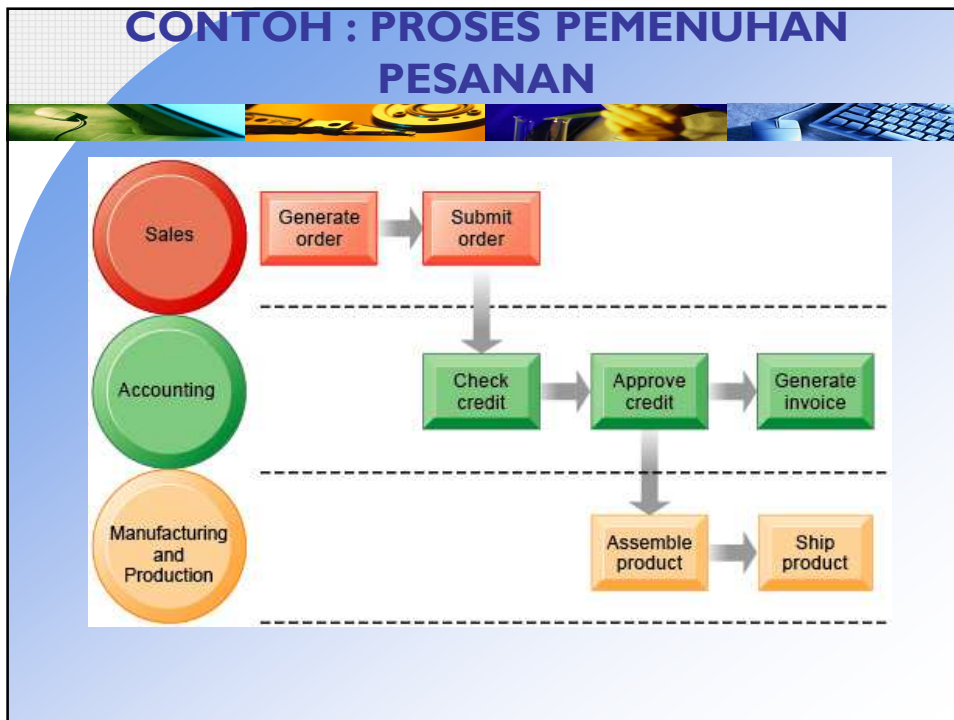 CONTOH : PROSES PEMENUHAN
PESANAN
Sales
Generate
order
Submit
order
Accounting
Check
credit
Approve
credit
Generate
invoice
Manufacturing
and
Production
Assemble
product
Ship
product